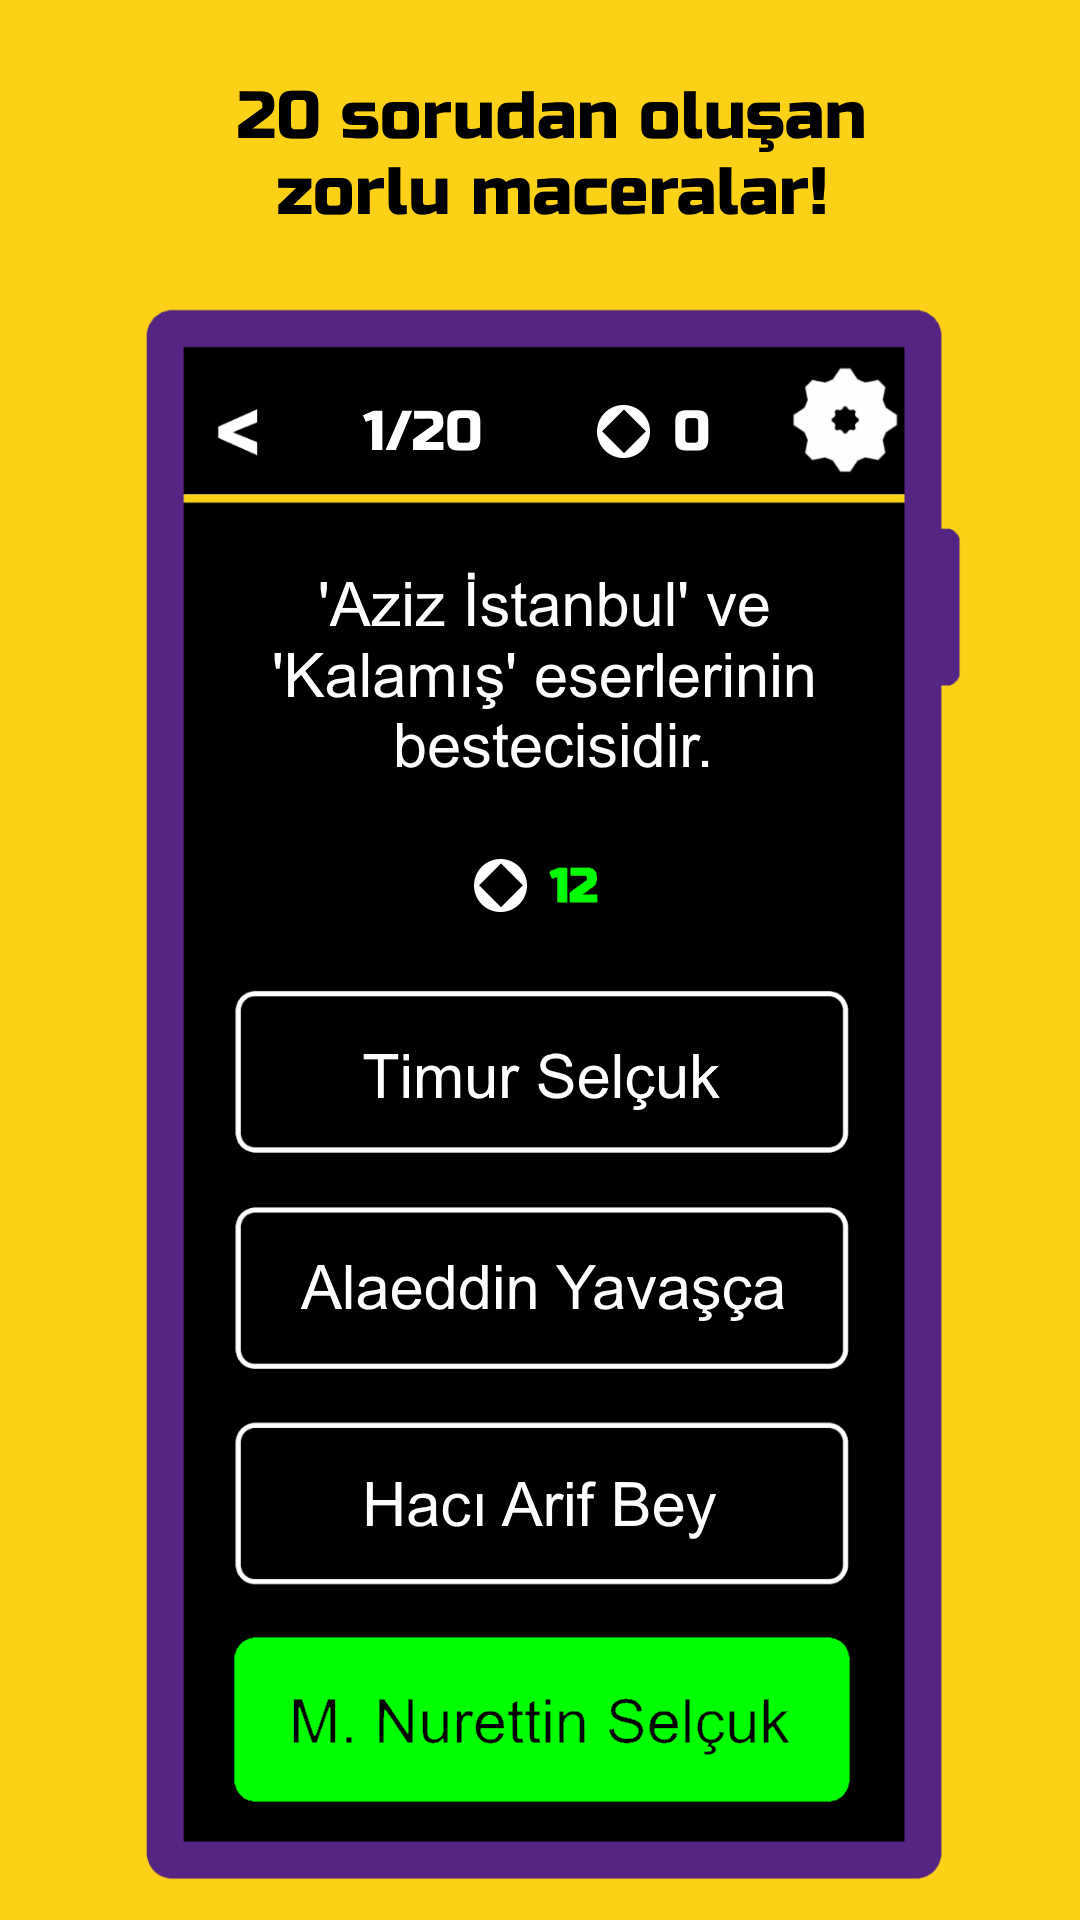 20 sorudan oluşan
zorlu maceralar!
< 1/20 0
'Aziz İstanbul' ve
'Kalamış' eserlerinin
bestecisidir.
12
Timur Selçuk
Alaeddin Yavaşça
Hacı Arif Bey
M. Nurettin Selçuk